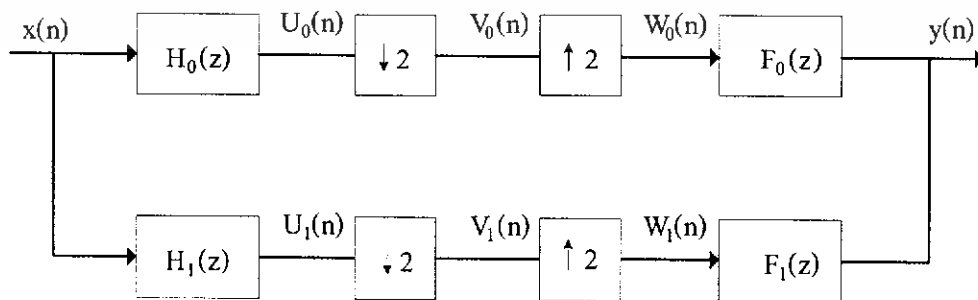 x(n) U₀(n) V₀(n) W₀(n) y(n)
H₀(z) ↓ 2 ↑ 2 F₀(z)
U₁(n) V₁(n) W₁(n)
H₁(z) ↓ 2 ↑ 2 F₁(z)